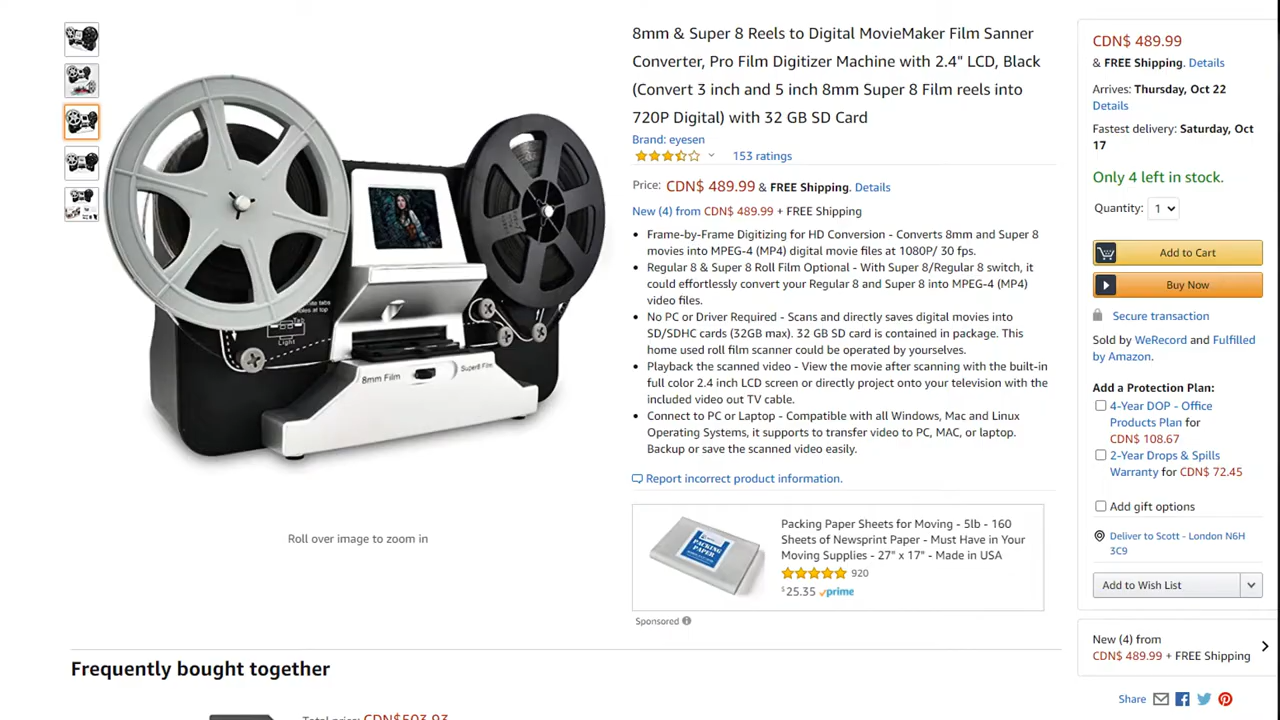 8mm & Super 8 Reels to Digital MovieMaker Film Sanner
Converter, Pro Film Digitizer Machine with 2.4" LCD, Black
(Convert 3 inch and 5 inch 8mm Super 8 Film reels into
720P Digital) with 32 GB SD Card
Brand: eyesen
153 ratings
Price: CDN$ 489.99 & FREE Shipping. Details
New (4) from CDN$ 489.99 + FREE Shipping
Frame-by-Frame Digitizing for HD Conversion - Converts 8mm and Super 8
movies into MPEG-4 (MP4) digital movie files at 1080P/ 30 fps.
Regular 8 & Super 8 Roll Film Optional - With Super 8/Regular 8 switch, it
could effortlessly convert your Regular 8 and Super 8 into MPEG-4 (MP4)
video files.
No PC or Driver Required - Scans and directly saves digital movies into
SD/SDHC cards (32GB max). 32 GB SD card is contained in package. This
home used roll film scanner could be operated by yourselves.
Playback the scanned video - View the movie after scanning with the built-in
full color 2.4 inch LCD screen or directly project onto your television with the
included video out TV cable.
Connect to PC or Laptop - Compatible with all Windows, Mac and Linux
Operating Systems, it supports to transfer video to PC, MAC, or laptop.
Backup or save the scanned video easily.
Report incorrect product information.
PACKING
PAPER
Packing Paper Sheets for Moving - 5lb - 160
Sheets of Newsprint Paper - Must Have in Your
Moving Supplies - 27" x 17" - Made in USA
920
$25.35 prime
Sponsored
CDN$ 489.99
& FREE Shipping. Details
Arrives: Thursday, Oct 22
Details
Fastest delivery: Saturday, Oct
17
Only 4 left in stock.
Quantity: 1
Add to Cart
Buy Now
Secure transaction
Sold by WeRecord and Fulfilled
by Amazon.
Add a Protection Plan:
4-Year DOP - Office
Products Plan for
CDN$ 108.67
2-Year Drops & Spills
Warranty for CDN$ 72.45
Add gift options
Deliver to Scott - London N6H
3C9
Add to Wish List
New (4) from
CDN$ 489.99 + FREE Shipping
Share
Tab
Light
8mm Film
Super8 Film
Roll over image to zoom in
Frequently bought together
Total price: CDN$503.93